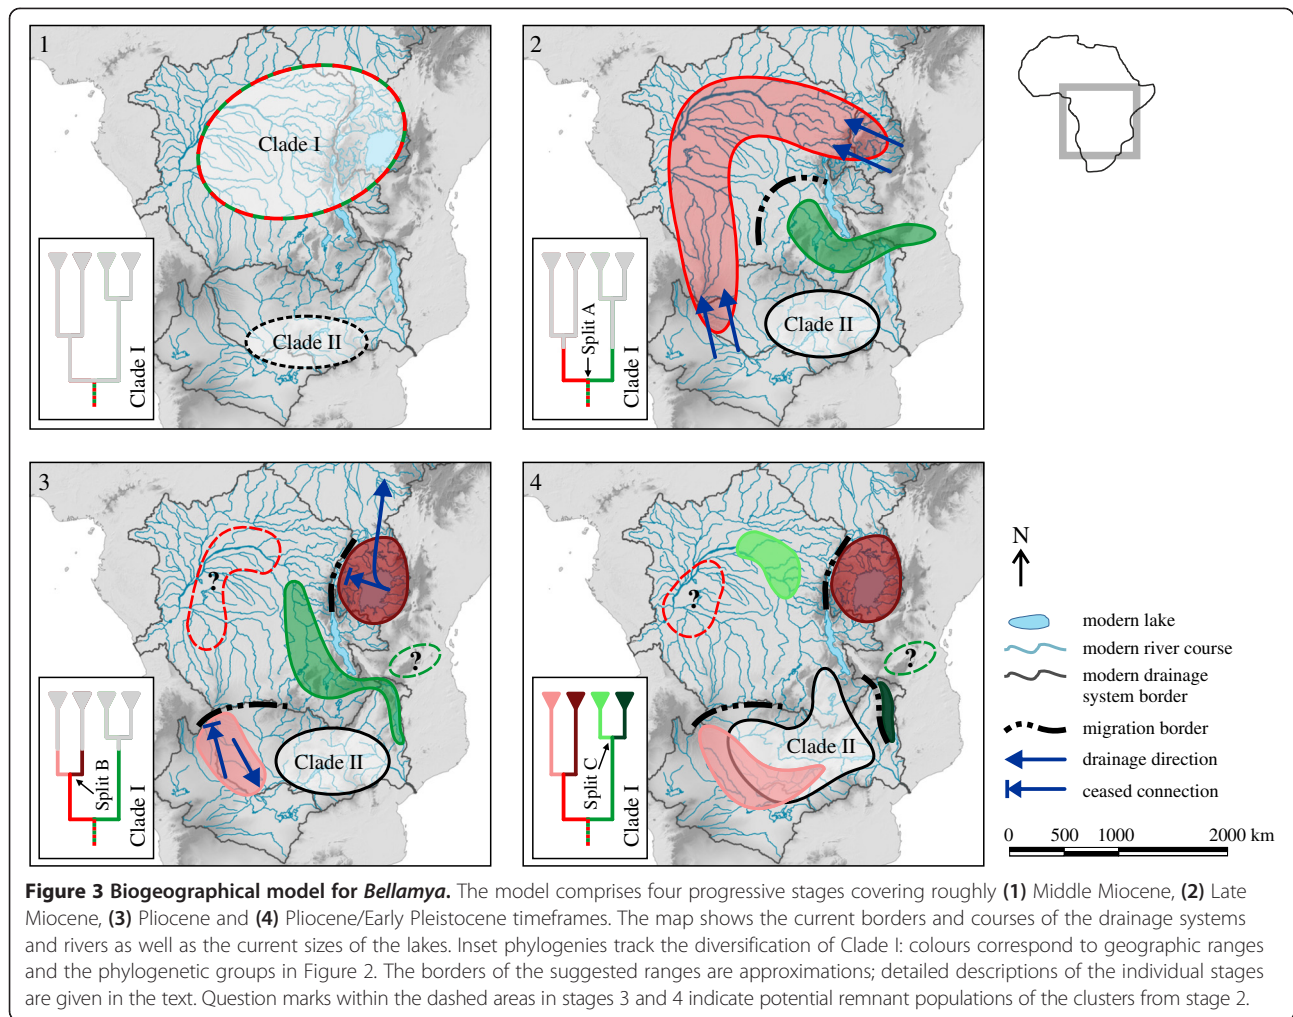 1
Clade I
Clade II
Clade I
2
Clade II
Split A
Clade I
3
?
?
Clade II
Split B
Clade I
4
?
?
Clade II
Split C
Clade I
N
modern lake
modern river course
modern drainage
system border
migration border
drainage direction
ceased connection
0 500 1000 2000 km
Figure 3 Biogeographical model for Bellamya. The model comprises four progressive stages covering roughly (1) Middle Miocene, (2) Late
Miocene, (3) Pliocene and (4) Pliocene/Early Pleistocene timeframes. The map shows the current borders and courses of the drainage systems
and rivers as well as the current sizes of the lakes. Inset phylogenies track the diversification of Clade I: colours correspond to geographic ranges
and the phylogenetic groups in Figure 2. The borders of the suggested ranges are approximations; detailed descriptions of the individual stages
are given in the text. Question marks within the dashed areas in stages 3 and 4 indicate potential remnant populations of the clusters from stage 2.